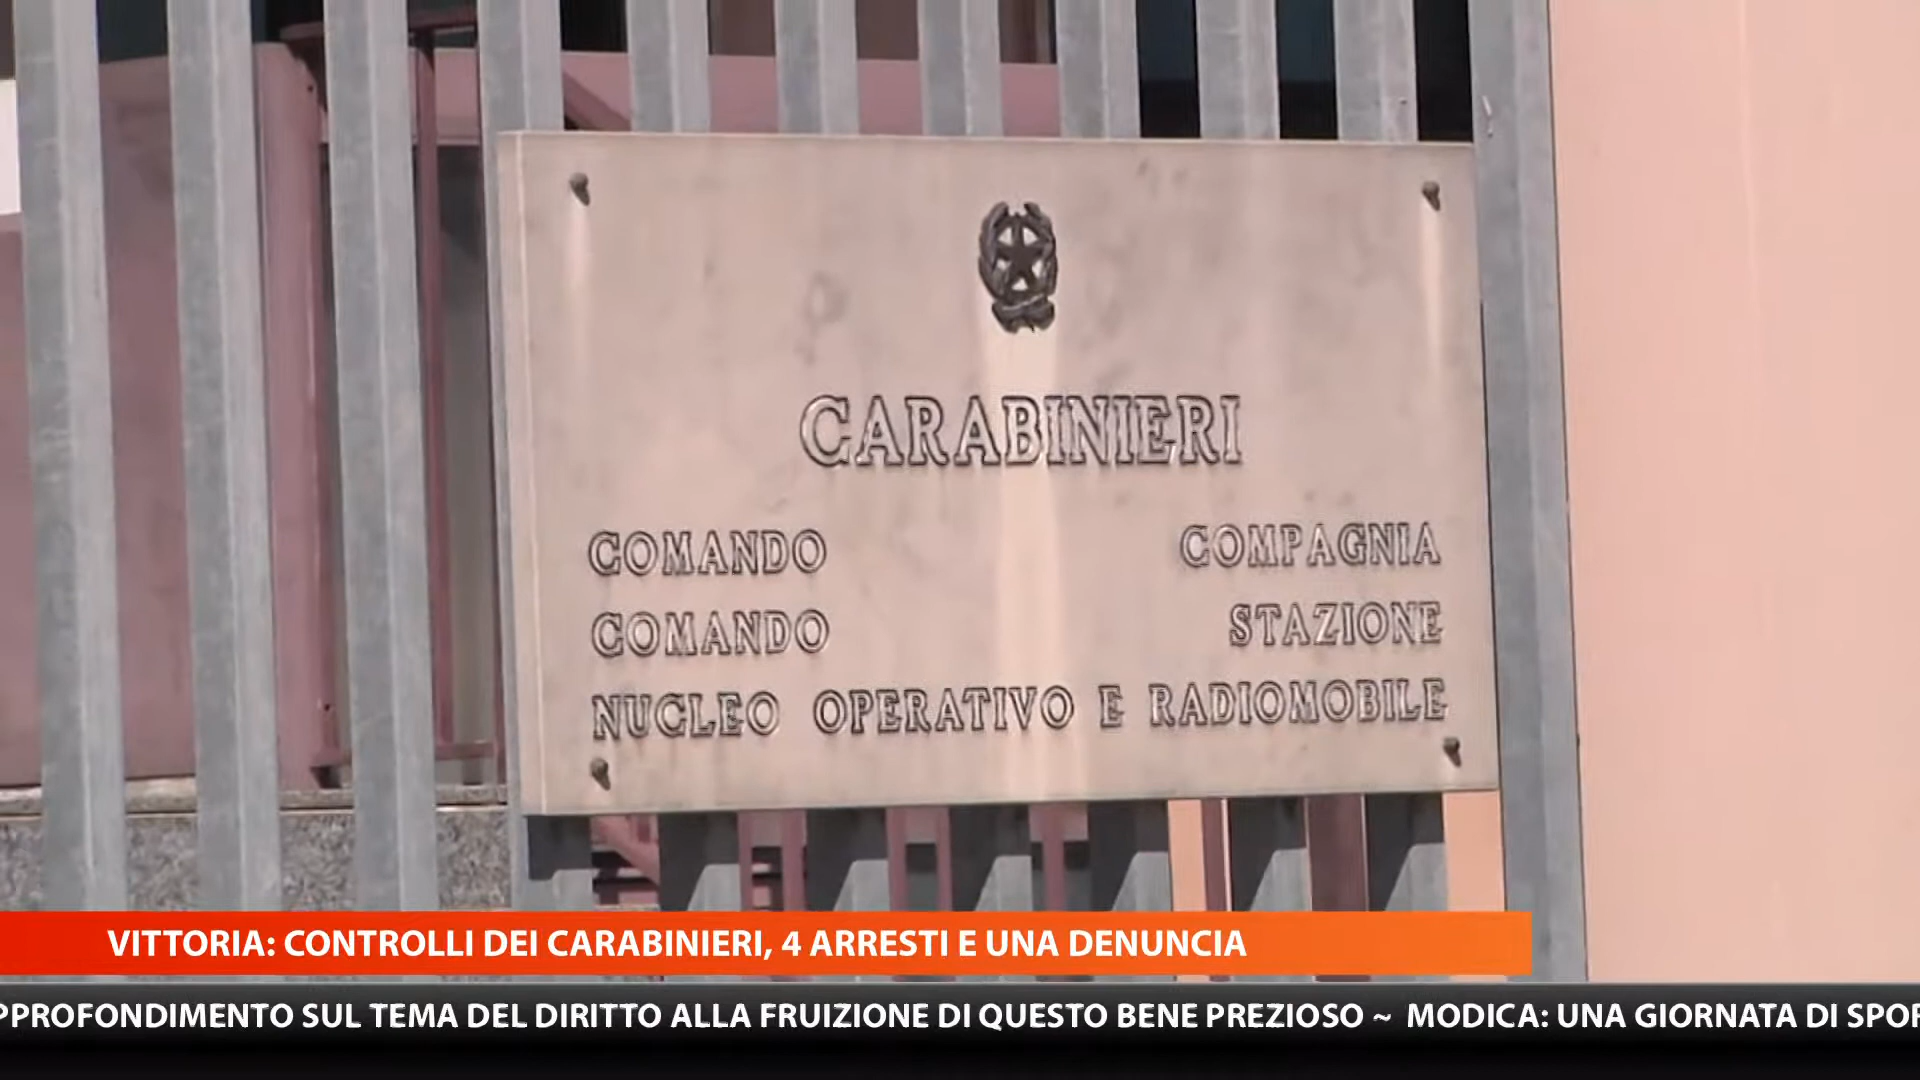 CARABINIERI
COMANDO COMPAGNIA
COMANDO STAZIONE
NUCLEO OPERATIVO E RADIOMOBILE
VITTORIA: CONTROLLI DEI CARABINIERI, 4 ARRESTI E UNA DENUNCIA
PPROFONDIMENTO SUL TEMA DEL DIRITTO ALLA FRUIZIONE DI QUESTO BENE PREZIOSO ~ MODICA: UNA GIORNATA DI SPOR